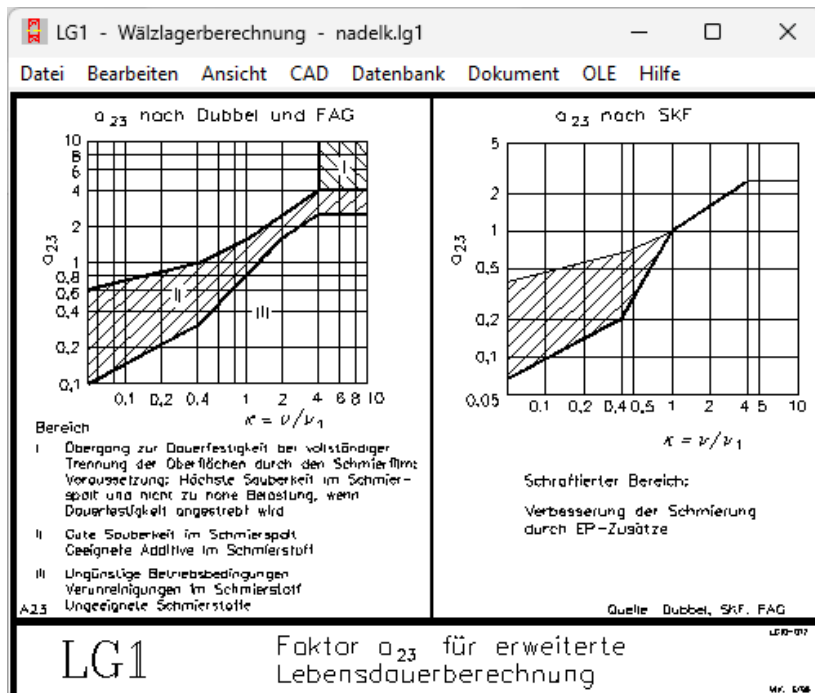 LG1 - Wälzlagerberechnung - nadelk.lg1
Datei Bearbeiten Ansicht CAD Datenbank Dokument OLE Hilfe
a23 nach Dubbel und FAG
10
8
6
4
2
1
0,8
0,6
0,4
0,2
0,1
a23
I
II
III
0.1 0.2 0.4 1 2 4 6 8 10
κ = ν/ν1
Bereich
I Übergang zur Dauerfestigkeit bei vollständiger
Trennung der Oberflächen durch den Schmierfilm;
Voraussetzung: Höchste Sauberkeit im Schmier-
spalt und nicht zu hohe Belastung, wenn
Dauerfestigkeit angestrebt wird
II Gute Sauberkeit im Schmierspalt
Geeignete Additive im Schmierstoff
III Ungünstige Betriebsbedingungen
Verunreinigungen im Schmierstoff
Ungeeignete Schmierstoffe
A23
a23 nach SKF
5
2
1
0,5
0,2
0,1
0.05
a23
0.1 0.2 0.4 0.5 1 2 4 5 10
κ = ν/ν1
Schraffierter Bereich:
Verbesserung der Schmierung
durch EP-Zusätze
Quelle Dubbel, SKF, FAG
LG1
Faktor a23 für erweiterte
Lebensdauerberechnung